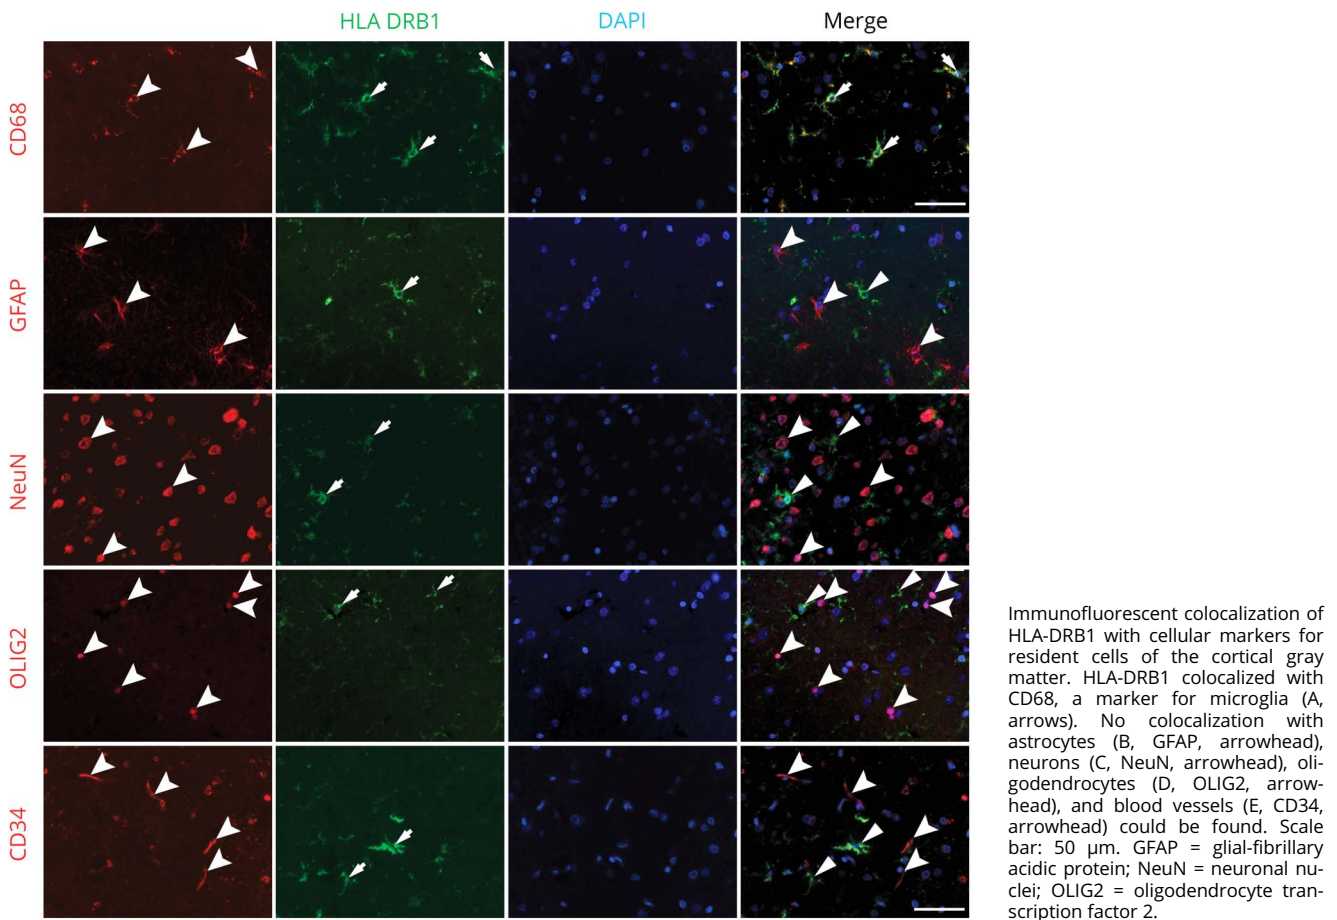 HLA DRB1
DAPI
Merge
CD68
GFAP
NeuN
OLIG2
CD34
Immunofluorescent colocalization of
HLA-DRB1 with cellular markers for
resident cells of the cortical gray
matter. HLA-DRB1 colocalized with
CD68, a marker for microglia (A,
arrows). No colocalization with
astrocytes (B, GFAP, arrowhead),
neurons (C, NeuN, arrowhead), oli-
godendrocytes (D, OLIG2, arrow-
head), and blood vessels (E, CD34,
arrowhead) could be found. Scale
bar: 50 µm. GFAP = glial-fibrillary
acidic protein; NeuN = neuronal nu-
clei; OLIG2 = oligodendrocyte tran-
scription factor 2.